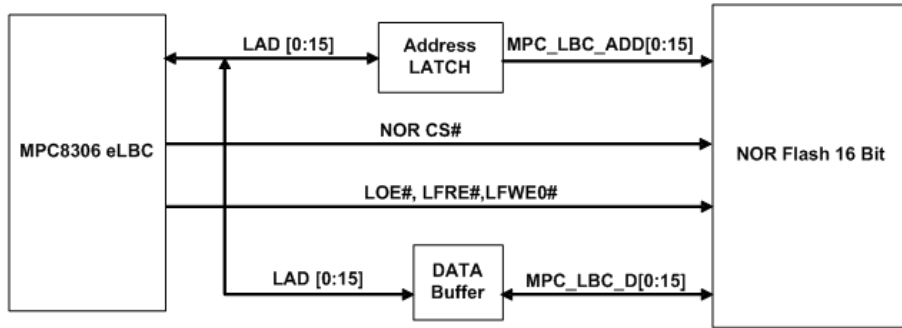 LAD [0:15]
Address
LATCH
MPC_LBC_ADD[0:15]
NOR CS#
MPC8306 eLBC
NOR Flash 16 Bit
LOE#, LFRE#,LFWE0#
LAD [0:15]
DATA
Buffer
MPC_LBC_D[0:15]